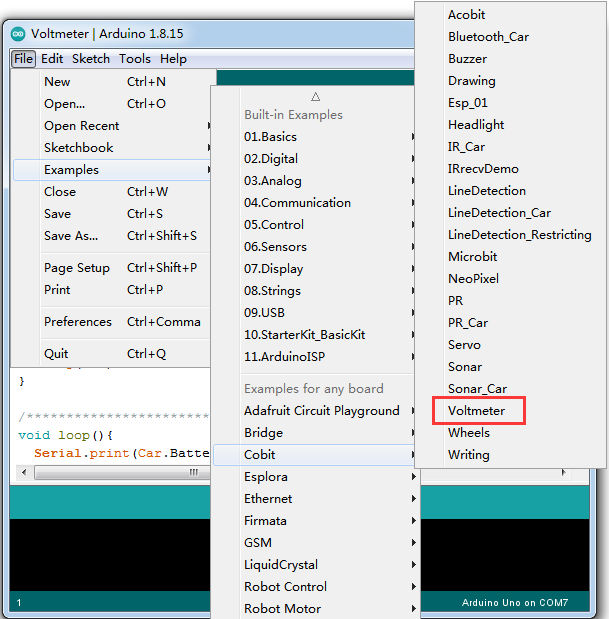 Voltmeter | Arduino 1.8.15
File Edit Sketch Tools Help
New Ctrl+N
Open... Ctrl+O
Open Recent
Sketchbook
Examples
Close Ctrl+W
Save Ctrl+S
Save As... Ctrl+Shift+S
Page Setup Ctrl+Shift+P
Print Ctrl+P
Preferences Ctrl+Comma
Quit Ctrl+Q
}
/**************************
void loop(){
Serial.print(Car.Batte
Built-in Examples
01.Basics
02.Digital
03.Analog
04.Communication
05.Control
06.Sensors
07.Display
08.Strings
09.USB
10.StarterKit_BasicKit
11.ArduinoISP
Examples for any board
Adafruit Circuit Playground
Bridge
Cobit
Esplora
Ethernet
Firmata
GSM
LiquidCrystal
Robot Control
Robot Motor
Acobit
Bluetooth_Car
Buzzer
Drawing
Esp_01
Headlight
IR_Car
IRrecvDemo
LineDetection
LineDetection_Car
LineDetection_Restricting
Microbit
NeoPixel
PR
PR_Car
Servo
Sonar
Sonar_Car
Voltmeter
Wheels
Writing
1 Arduino Uno on COM7